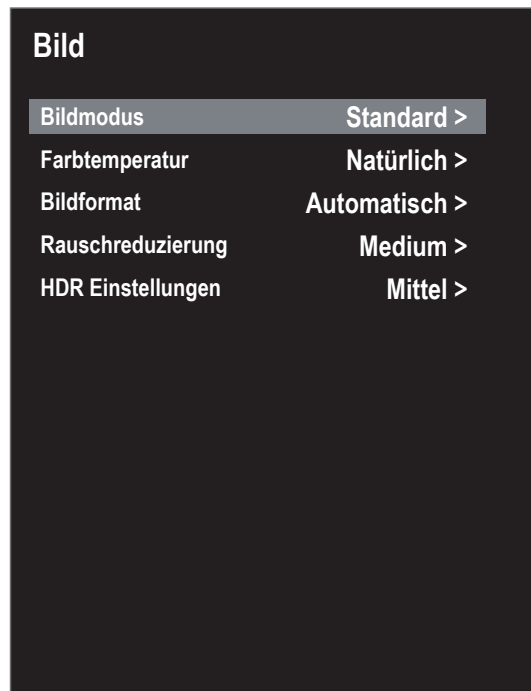 Bild
Bildmodus Standard >
Farbtemperatur Natürlich >
Bildformat Automatisch >
Rauschreduzierung Medium >
HDR Einstellungen Mittel >